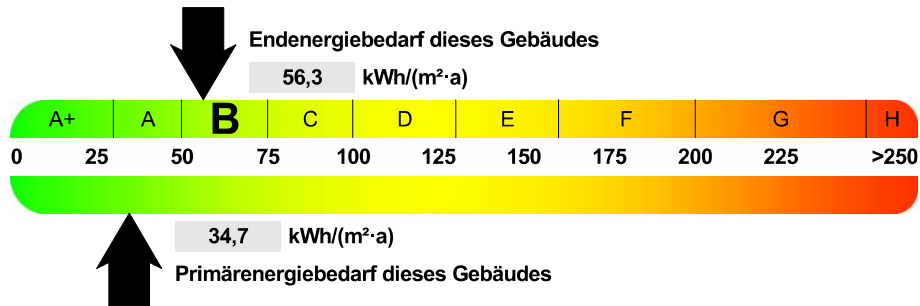 Endenergiebedarf dieses Gebäudes
56,3 kWh/(m²·a)
A+ A B C D E F G H
0 25 50 75 100 125 150 175 200 225 >250
34,7 kWh/(m²·a)
Primärenergiebedarf dieses Gebäudes